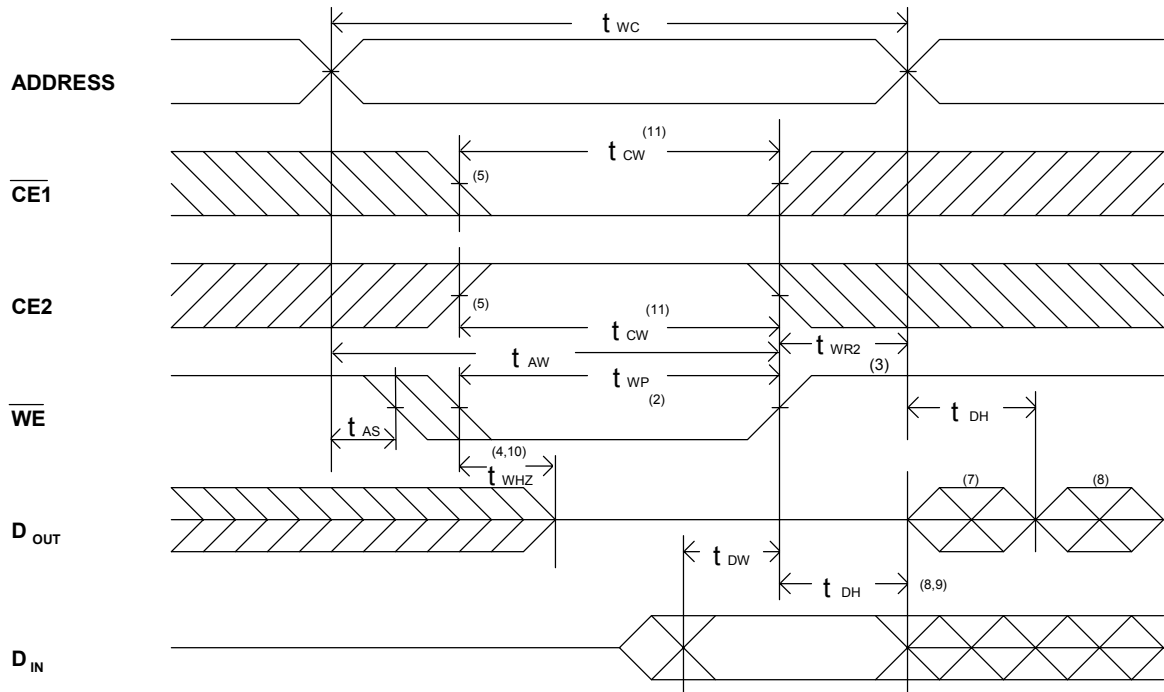 t WC
ADDRESS
(11)
t CW
CE1
(5)
CE2
(5)
(11)
t CW
t WR2
t AW
t WP
(3)
(2)
WE
t AS
t DH
(4,10)
t WHZ
(7)
(8)
D OUT
t DW
t DH
(8,9)
D IN